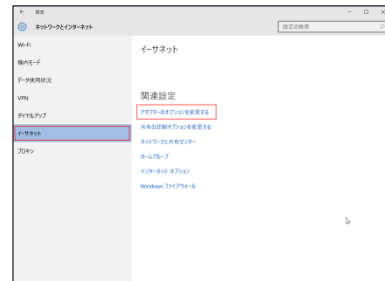 設定
ネットワークとインターネット
設定の検索
Wi-Fi
機内モード
データ使用状況
VPN
ダイヤルアップ
イーサネット
プロキシ
イーサネット
関連設定
アダプターのオプションを変更する
共有の詳細オプションを変更する
ネットワークと共有センター
ホームグループ
インターネット オプション
Windows ファイアウォール